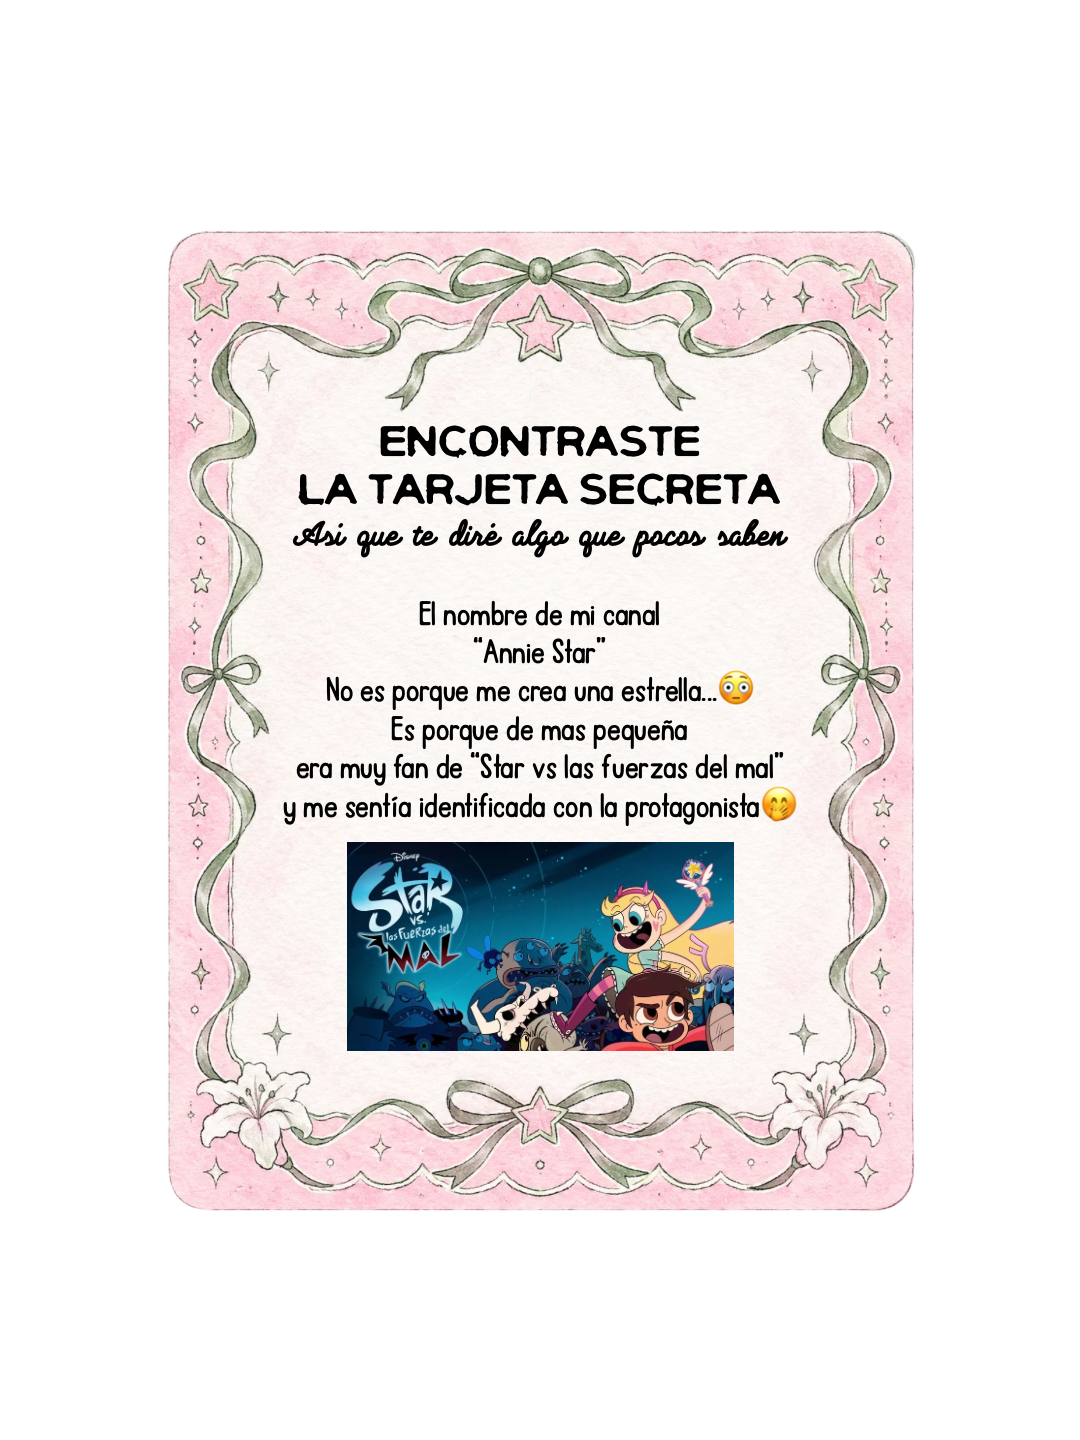 ENCONTRASTE
LA TARJETA SECRETA
Así que te diré algo que pocos saben
El nombre de mi canal
“Annie Star”
No es porque me crea una estrella...😳
Es porque de mas pequeña
era muy fan de “Star vs las fuerzas del mal”
y me sentía identificada con la protagonista🤭
Disney
Star
vs.
las Fuerzas del
MAL